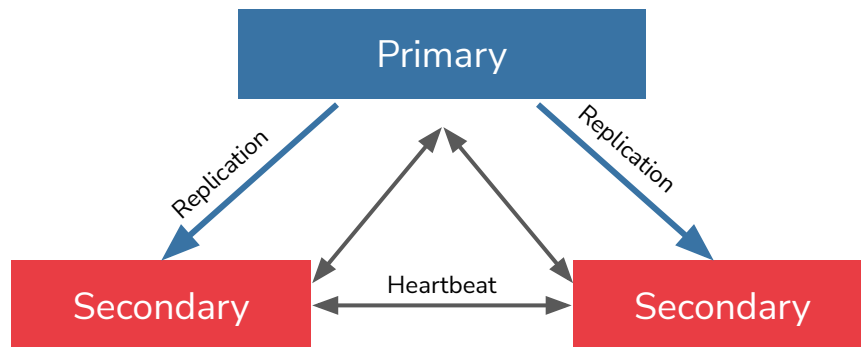 Primary
Replication
Replication
Heartbeat
Secondary
Secondary